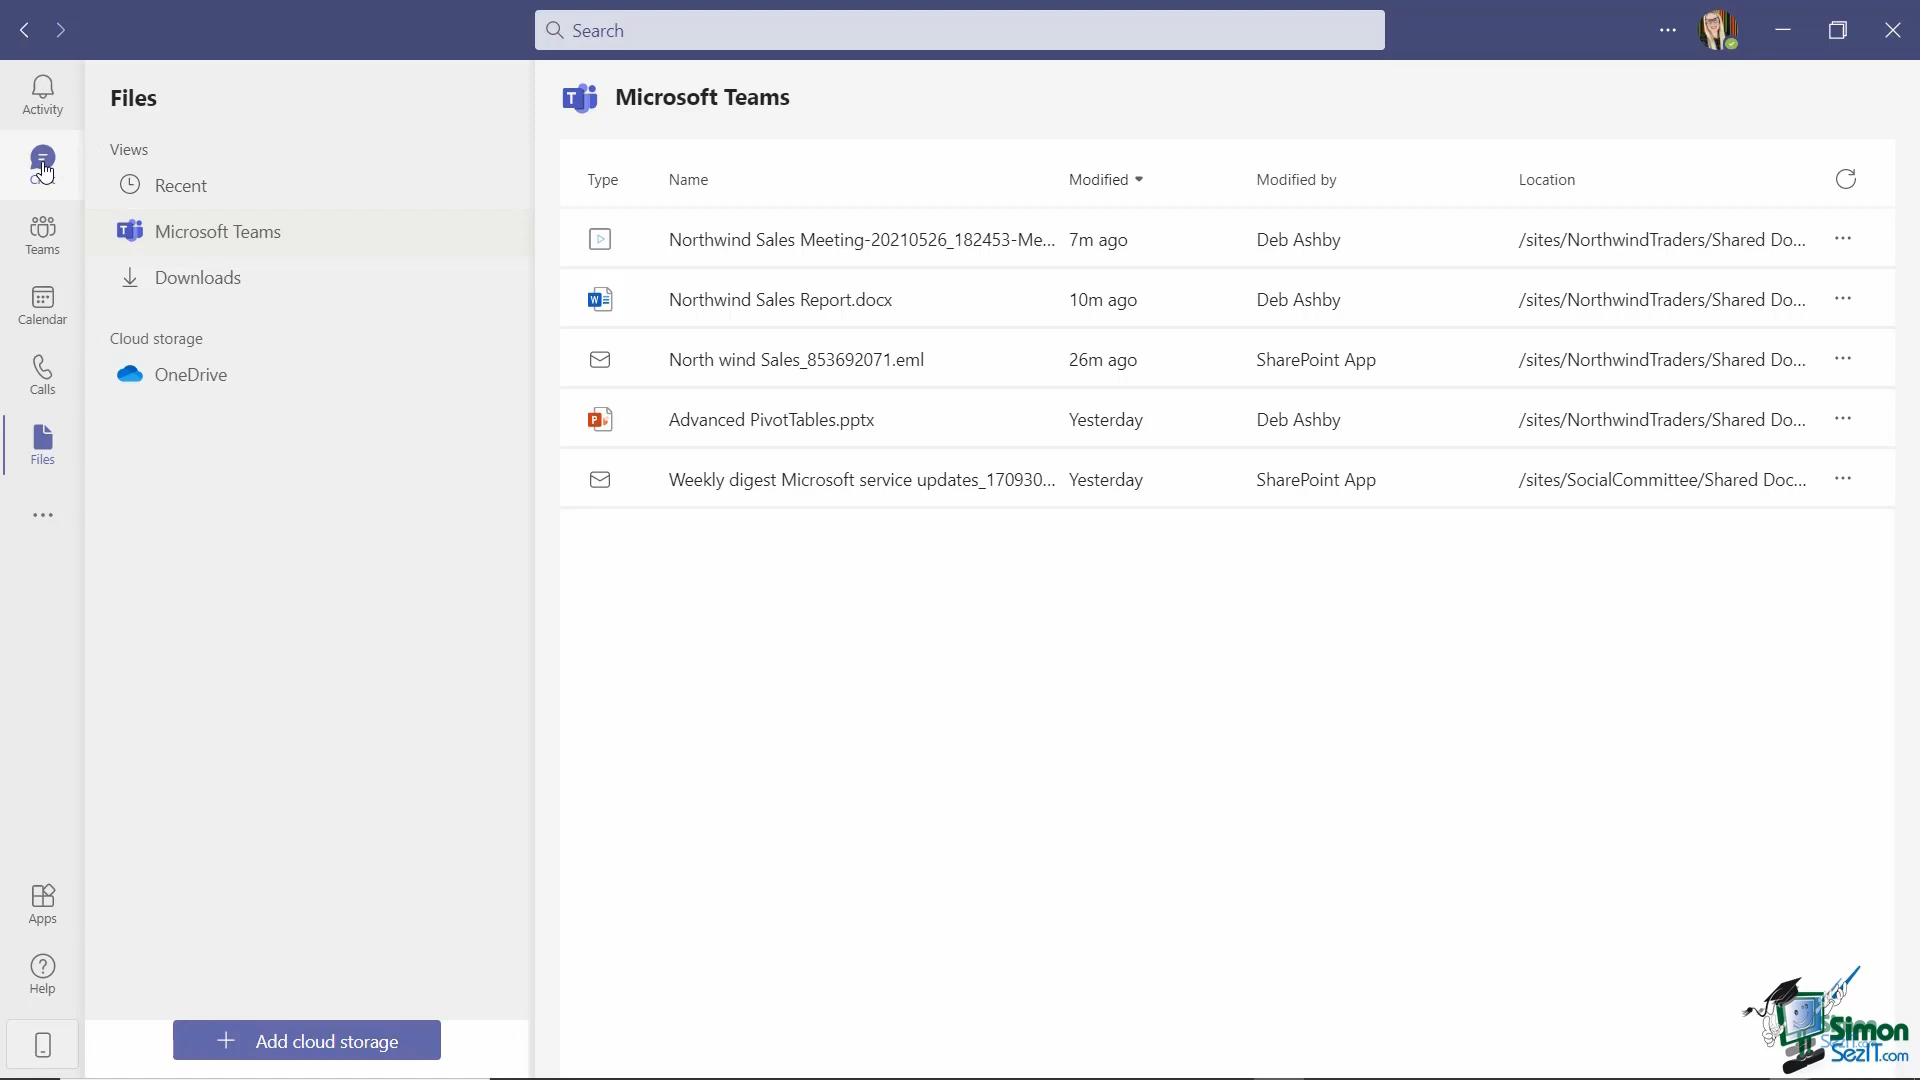 Search
Activity
Teams
Calendar
Calls
Files
Apps
Help
Files
Views
Recent
Microsoft Teams
Downloads
Cloud storage
OneDrive
Add cloud storage
Microsoft Teams
Type Name Modified Modified by Location
Northwind Sales Meeting-20210526_182453-Me... 7m ago Deb Ashby /sites/NorthwindTraders/Shared Do...
Northwind Sales Report.docx 10m ago Deb Ashby /sites/NorthwindTraders/Shared Do...
North wind Sales_853692071.eml 26m ago SharePoint App /sites/NorthwindTraders/Shared Do...
Advanced PivotTables.pptx Yesterday Deb Ashby /sites/NorthwindTraders/Shared Do...
Weekly digest Microsoft service updates_170930... Yesterday SharePoint App /sites/SocialCommittee/Shared Doc...
Simon
SezIT.com